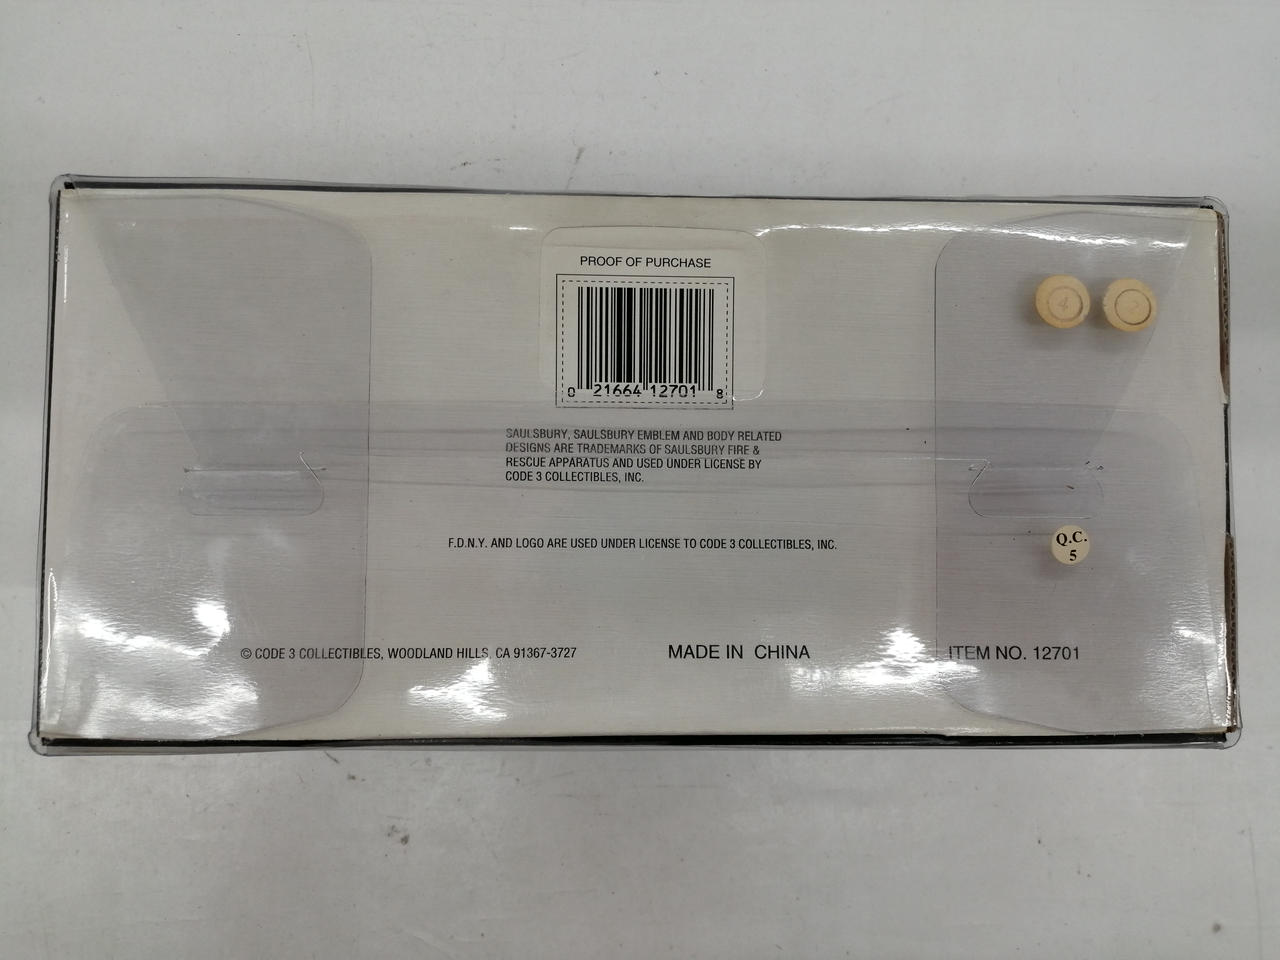 PROOF OF PURCHASE
0 21664 12701 8
SAULSBURY, SAULSBURY EMBLEM AND BODY RELATED
DESIGNS ARE TRADEMARKS OF SAULSBURY FIRE &
RESCUE APPARATUS AND USED UNDER LICENSE BY
CODE 3 COLLECTIBLES, INC.
F.D.N.Y. AND LOGO ARE USED UNDER LICENSE TO CODE 3 COLLECTIBLES, INC.
4
Q.C.
5
© CODE 3 COLLECTIBLES, WOODLAND HILLS, CA 91367-3727
MADE IN CHINA
ITEM NO. 12701